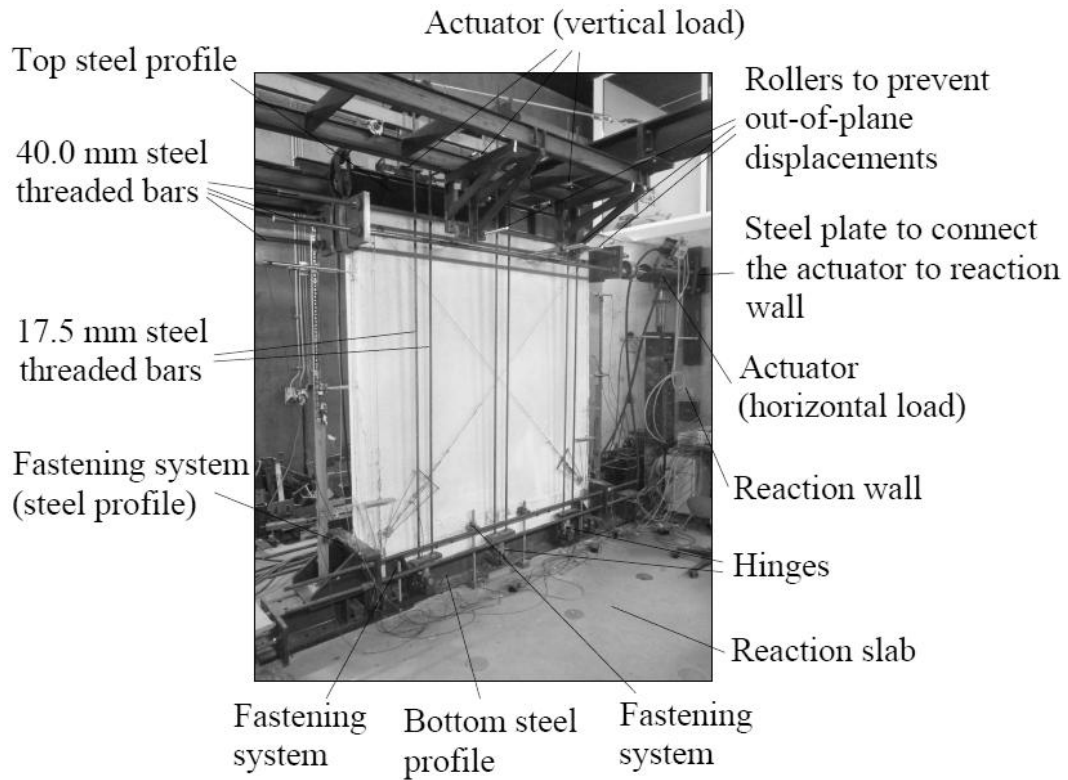 Actuator (vertical load)
Top steel profile
Rollers to prevent
out-of-plane
displacements
40.0 mm steel
threaded bars
Steel plate to connect
the actuator to reaction
wall
17.5 mm steel
threaded bars
Actuator
(horizontal load)
Fastening system
(steel profile)
Reaction wall
Hinges
Reaction slab
Fastening
system
Bottom steel
profile
Fastening
system